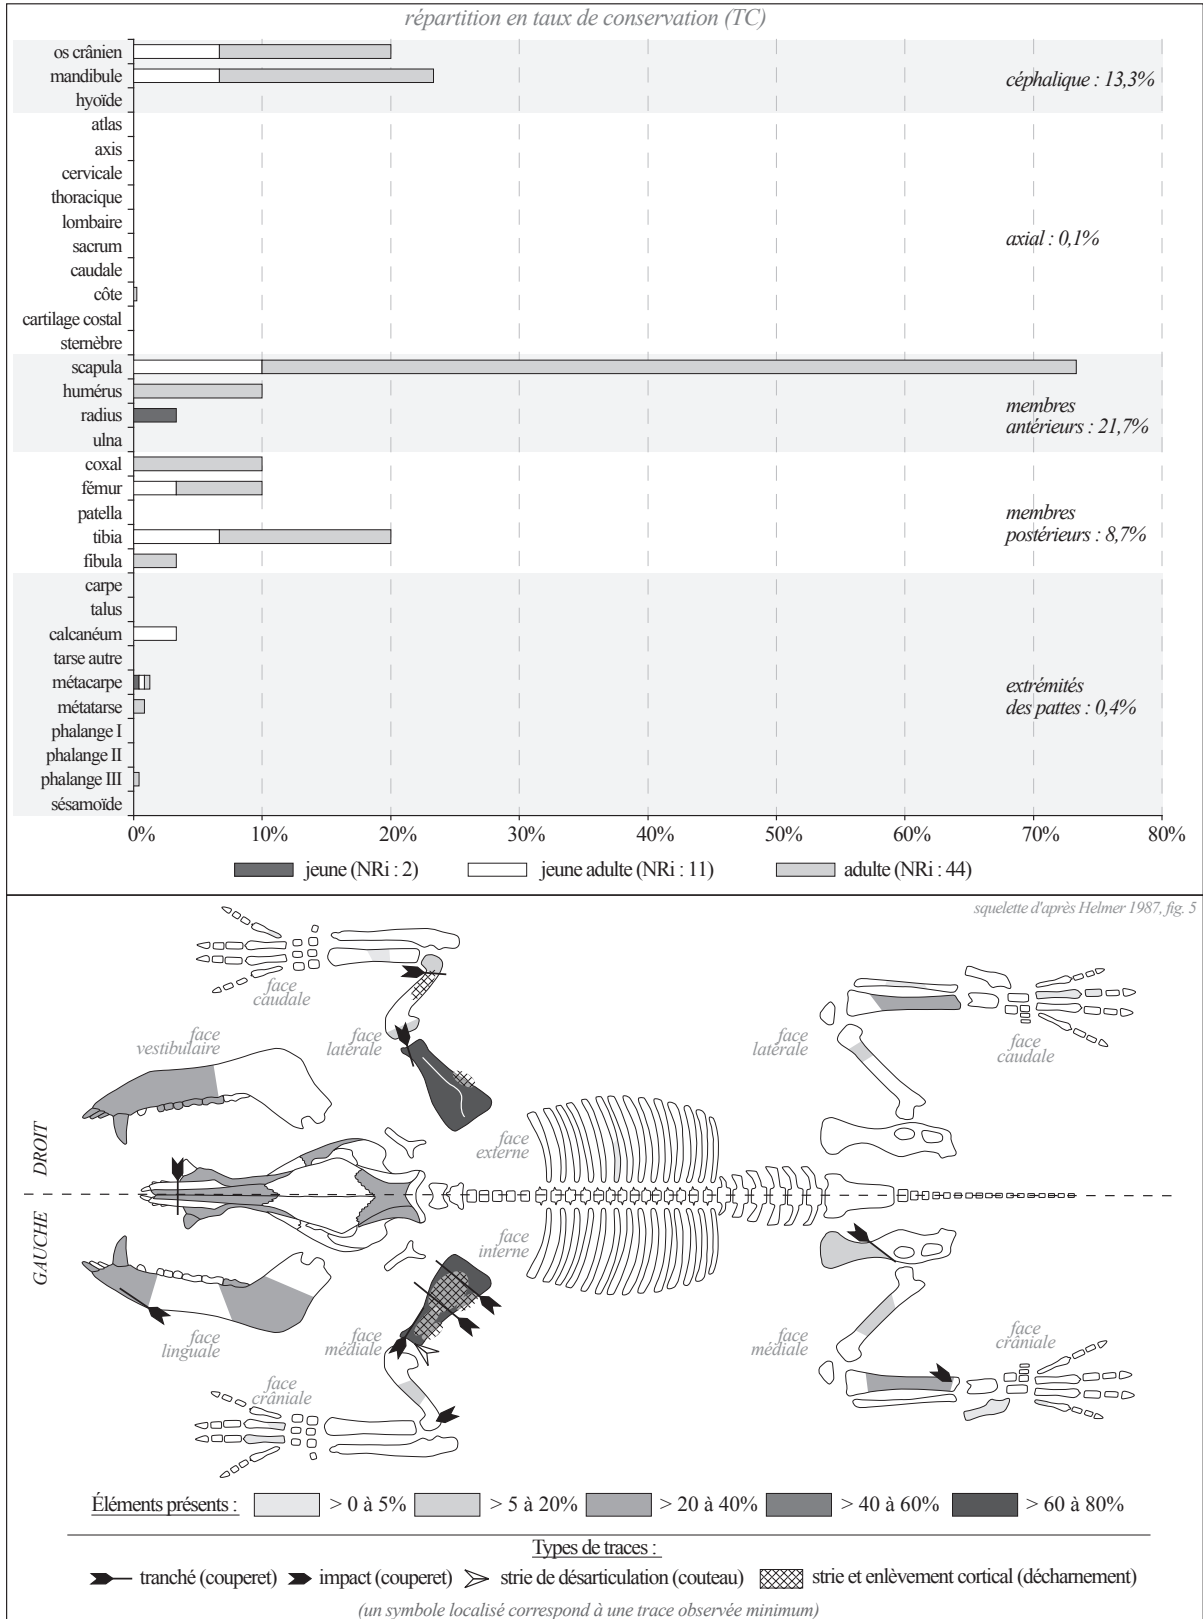 répartition en taux de conservation (TC)
os crânien
mandibule
hyoïde
céphalique : 13,3%
atlas
axis
cervicale
thoracique
lombaire
sacrum
caudale
côte
cartilage costal
sternèbre
axial : 0,1%
scapula
humérus
radius
ulna
membres
antérieurs : 21,7%
coxal
fémur
patella
tibia
fibula
membres
postérieurs : 8,7%
carpe
talus
calcanéum
tarse autre
métacarpe
métatarse
phalange I
phalange II
phalange III
sésamoïde
extrémités
des pattes : 0,4%
0% 10% 20% 30% 40% 50% 60% 70% 80%
jeune (NRi : 2) jeune adulte (NRi : 11) adulte (NRi : 44)
squelette d'après Helmer 1987, fig. 5
face
caudale
face
vestibulaire
face
latérale
face
latérale
face
caudale
face
externe
DROIT
GAUCHE
face
interne
face
linguale
face
médiale
face
crâniale
face
médiale
face
crâniale
Éléments présents : > 0 à 5% > 5 à 20% > 20 à 40% > 40 à 60% > 60 à 80%
Types de traces :
tranché (couperet) impact (couperet) strie de désarticulation (couteau) strie et enlèvement cortical (décharnement)
(un symbole localisé correspond à une trace observée minimum)